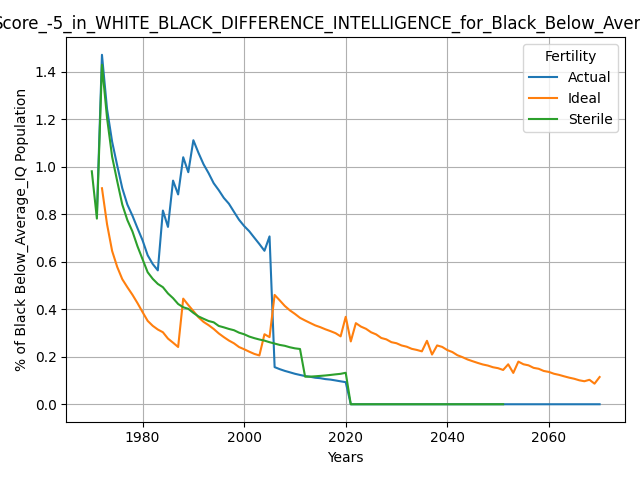 Score_-5_in_WHITE_BLACK_DIFFERENCE_INTELLIGENCE_for_Black_Below_Aver
% of Black Below_Average_IQ Population
1.4
1.2
1.0
0.8
0.6
0.4
0.2
0.0
Fertility
Actual
Ideal
Sterile
1980
2000
2020
2040
2060
Years